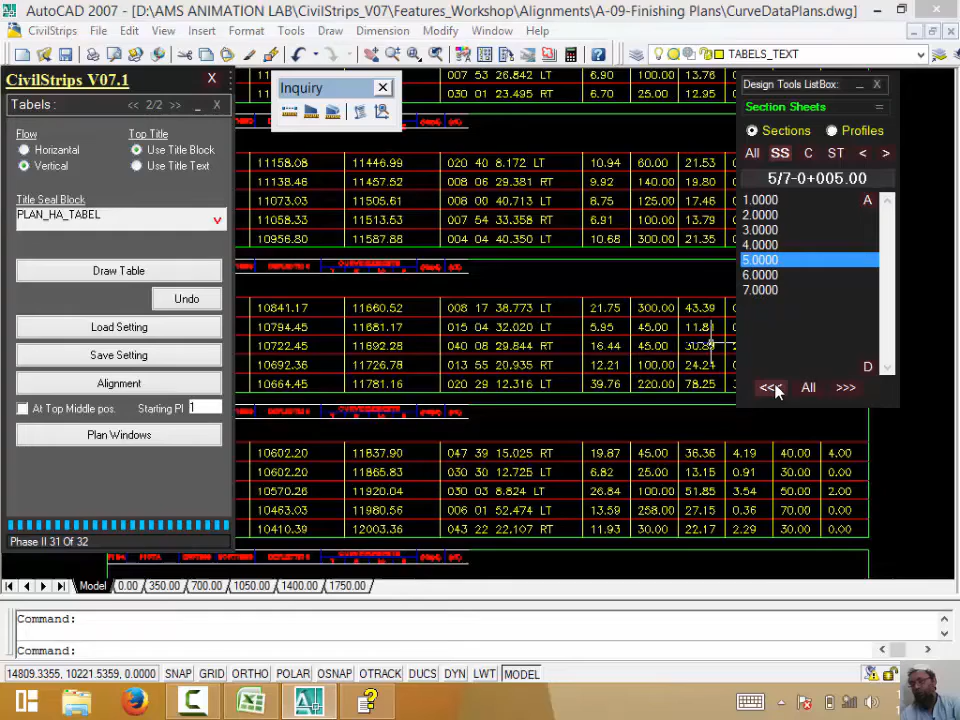 AutoCAD 2007 - [D:\AMS ANIMATION LAB\CivilStrips_V07\Features_Workshop\Alignments\A-09-Finishing Plans\CurveDataPlans.dwg]
CivilStrips File Edit View Insert Format Tools Draw Dimension Modify Window Help
TABELS_TEXT
CivilStrips V07.1 X
Tabels : << 2/2 >> _ X
Flow Top Title
Horizontal Use Title Block
Vertical Use Title Text
Title Seal Block
PLAN_HA_TABEL v
Draw Table
Undo
Load Setting
Save Setting
Alignment
At Top Middle pos. Starting PI 1
Plan Windows
Phase II 31 Of 32
Inquiry
007 53 26.842 LT 6.90 100.00 13.76
030 01 23.495 RT 6.70 25.00 12.95
11158.08 11446.99 020 40 8.172 LT 10.94 60.00 21.53
11138.46 11457.52 008 06 29.381 RT 9.92 140.00 19.80
11073.03 11505.61 008 00 40.713 LT 8.75 125.00 17.46
11058.33 11513.53 007 54 33.358 RT 6.91 100.00 13.79
10956.80 11587.88 004 04 40.350 LT 10.68 300.00 21.35
10841.17 11660.52 008 17 38.773 LT 21.75 300.00 43.39
10794.45 11681.17 015 04 32.020 LT 5.95 45.00 11.81
10722.45 11692.28 040 08 29.844 RT 16.44 45.00 30.89
10692.36 11726.78 013 55 20.935 RT 12.21 100.00 24.24
10664.45 11781.16 020 29 12.316 LT 39.76 220.00 78.25
10602.20 11837.90 047 39 15.025 RT 19.87 45.00 36.36 4.19 40.00 4.00
10602.20 11865.83 030 30 12.725 LT 6.82 25.00 13.15 0.91 30.00 0.00
10570.26 11920.04 030 03 8.824 LT 26.84 100.00 51.85 3.54 50.00 2.00
10463.03 11980.56 006 01 52.474 LT 13.59 258.00 27.15 0.36 70.00 0.00
10410.39 12003.36 043 22 22.107 RT 11.93 30.00 22.17 2.29 30.00 0.00
Design Tools ListBox: _ X
Section Sheets
Sections Profiles
All SS C ST < >
5/7-0+005.00
1.0000 A
2.0000
3.0000
4.0000
5.0000
6.0000
7.0000
D
<<< All >>>
Model 0.00 350.00 700.00 1050.00 1400.00 1750.00
Command:
Command:
14809.3355, 10221.5359, 0.0000 SNAP GRID ORTHO POLAR OSNAP OTRACK DUCS DYN LWT MODEL